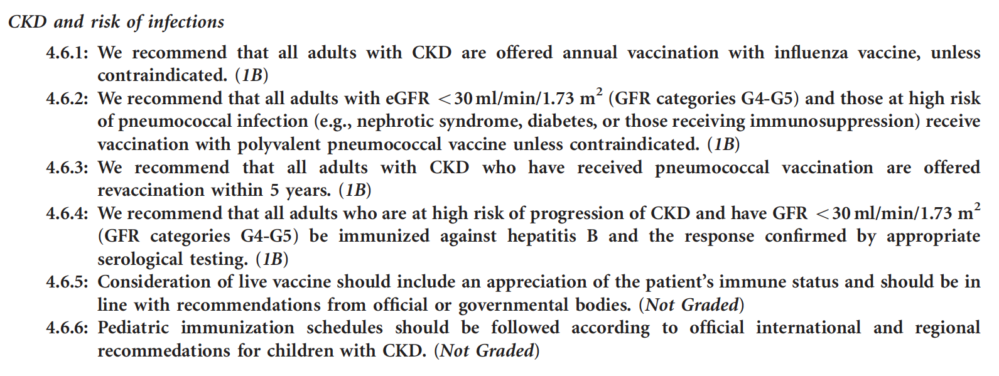 CKD and risk of infections
4.6.1: We recommend that all adults with CKD are offered annual vaccination with influenza vaccine, unless
contraindicated. (1B)
4.6.2: We recommend that all adults with eGFR <30 ml/min/1.73 m² (GFR categories G4-G5) and those at high risk
of pneumococcal infection (e.g., nephrotic syndrome, diabetes, or those receiving immunosuppression) receive
vaccination with polyvalent pneumococcal vaccine unless contraindicated. (1B)
4.6.3: We recommend that all adults with CKD who have received pneumococcal vaccination are offered
revaccination within 5 years. (1B)
4.6.4: We recommend that all adults who are at high risk of progression of CKD and have GFR <30 ml/min/1.73 m²
(GFR categories G4-G5) be immunized against hepatitis B and the response confirmed by appropriate
serological testing. (1B)
4.6.5: Consideration of live vaccine should include an appreciation of the patient’s immune status and should be in
line with recommendations from official or governmental bodies. (Not Graded)
4.6.6: Pediatric immunization schedules should be followed according to official international and regional
recommedations for children with CKD. (Not Graded)